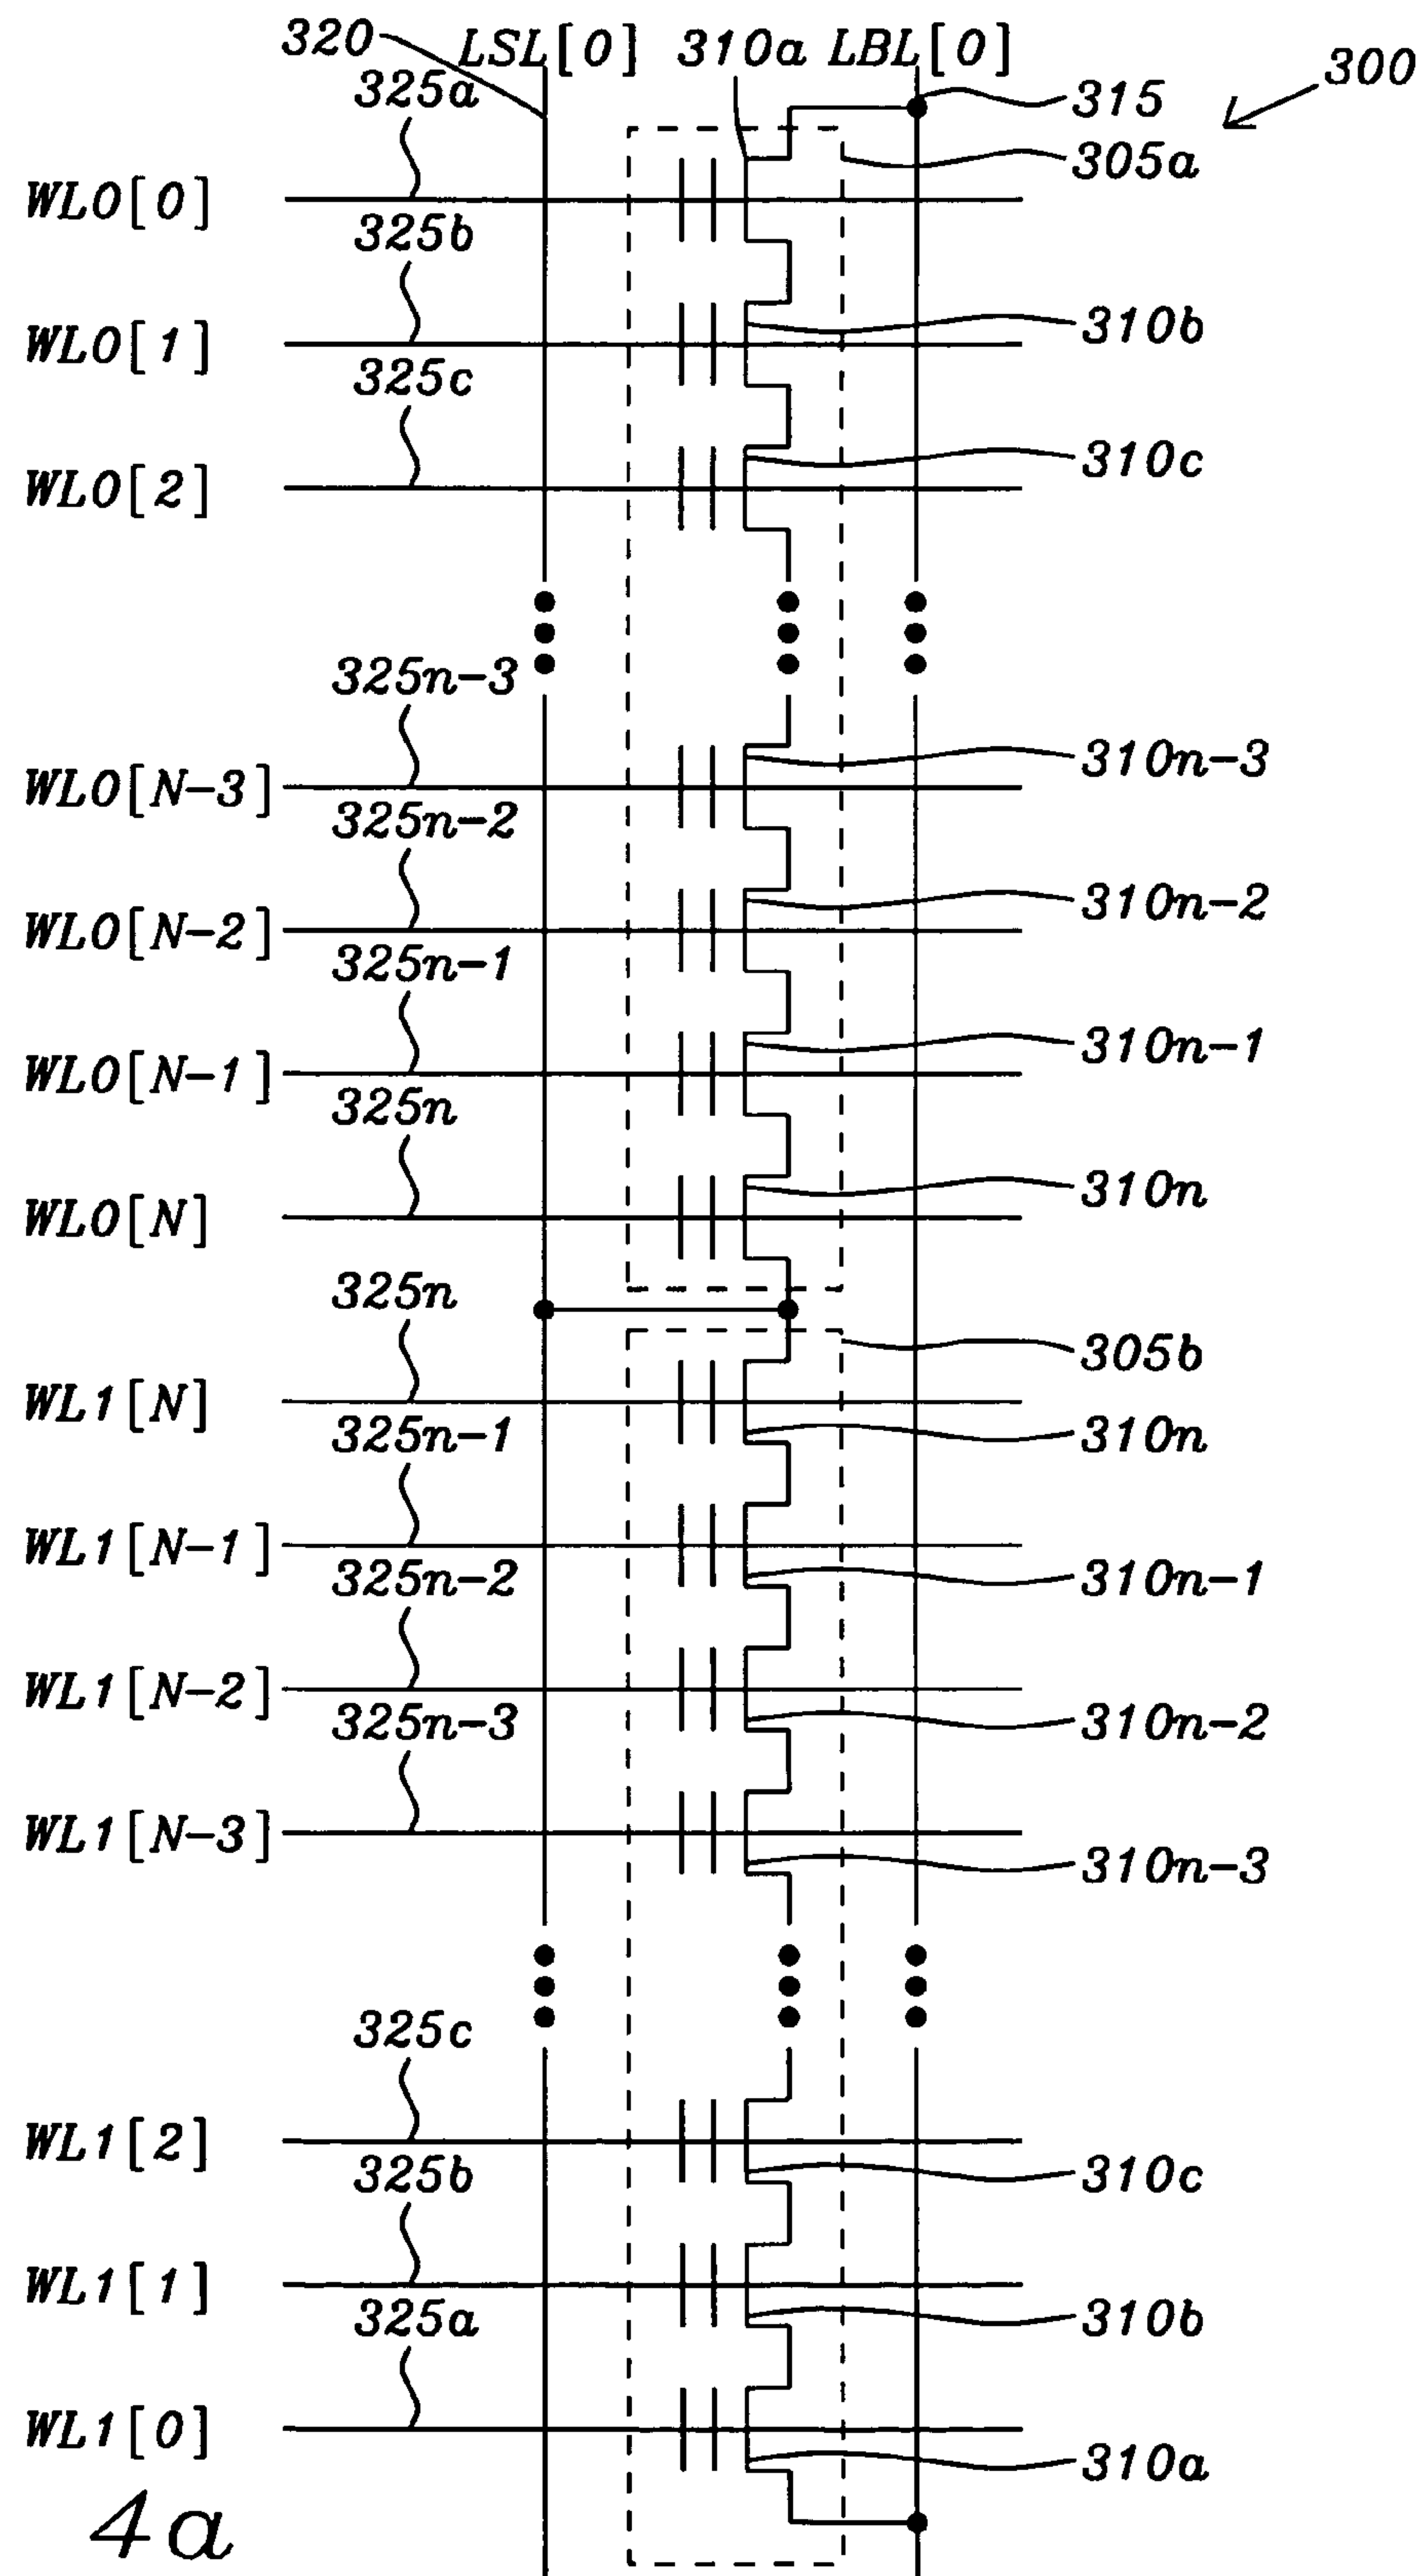 320 LSL[0] 310a LBL[0] 300
325a 315
305a
WL0[0]
325b
310b
WL0[1]
325c
310c
WL0[2]
325n-3
310n-3
WL0[N-3]
325n-2
310n-2
WL0[N-2]
325n-1
310n-1
WL0[N-1]
325n
310n
WL0[N]
325n
305b
WL1[N]
325n-1 310n
WL1[N-1]
325n-2 310n-1
WL1[N-2]
325n-3 310n-2
WL1[N-3]
310n-3
325c
WL1[2]
325b 310c
WL1[1]
325a 310b
WL1[0]
310a
4a